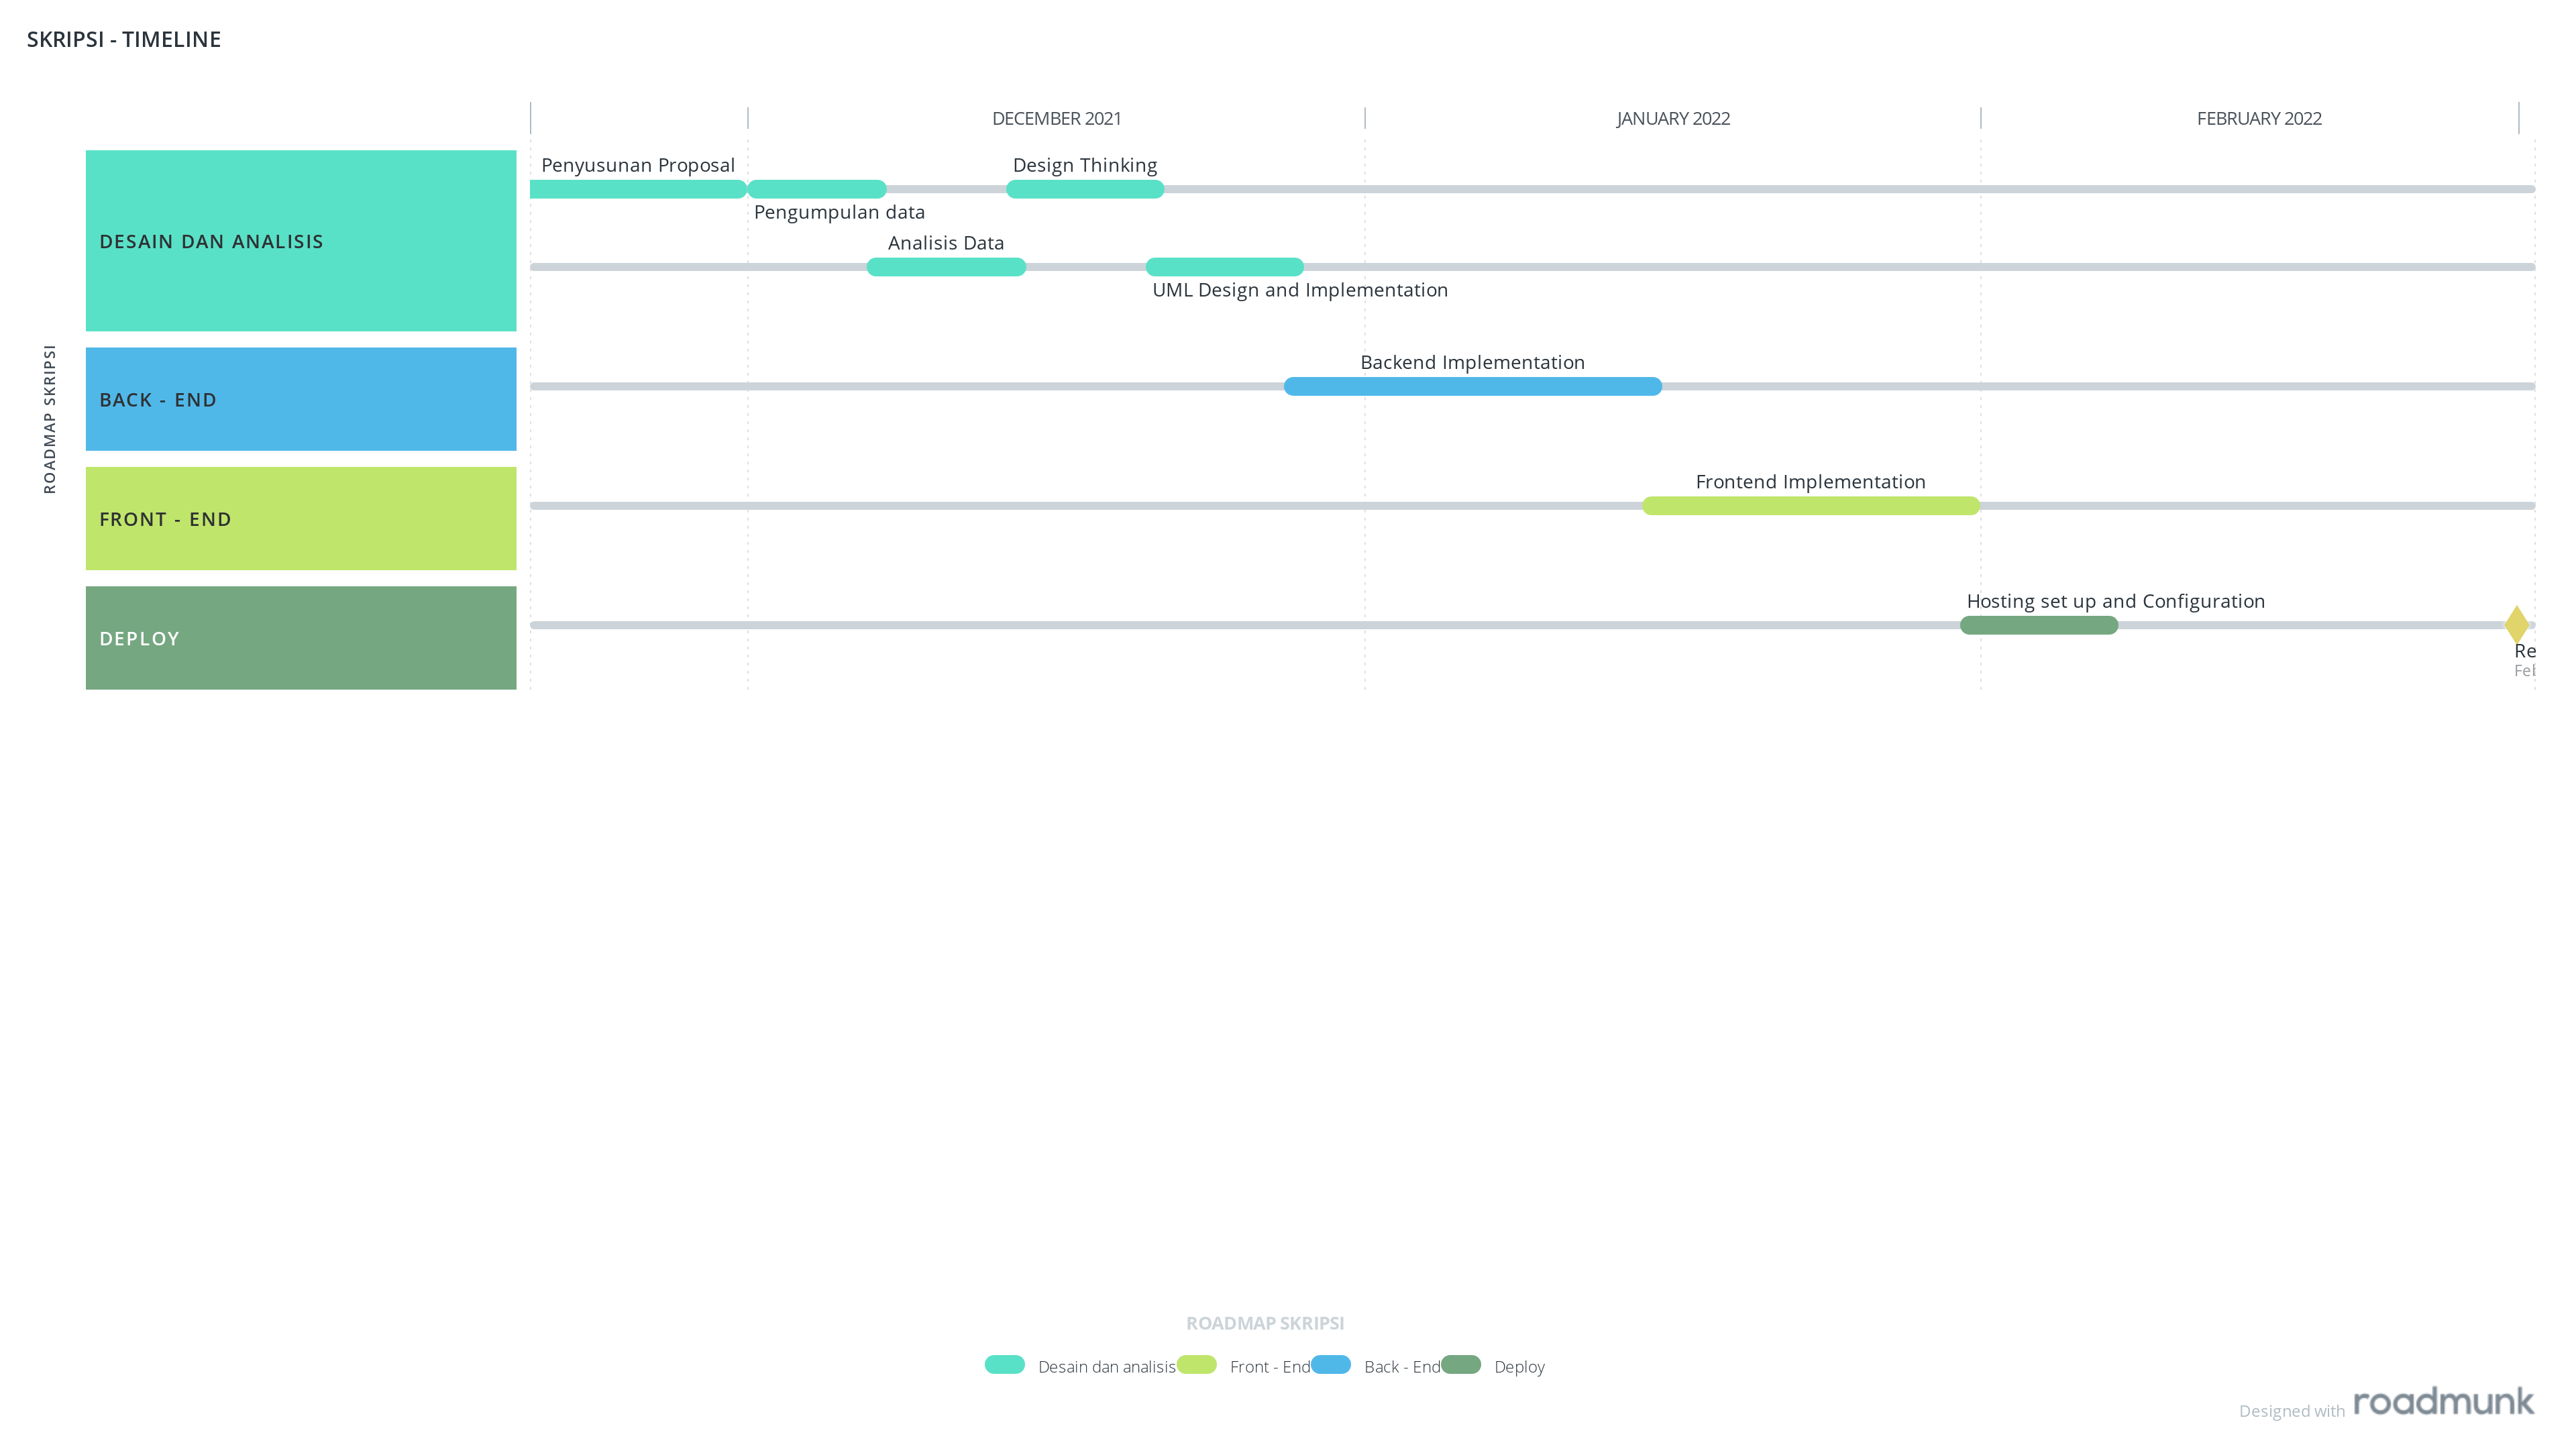 SKRIPSI - TIMELINE
DECEMBER 2021
JANUARY 2022
FEBRUARY 2022
ROADMAP SKRIPSI
DESAIN DAN ANALISIS
Penyusunan Proposal
Design Thinking
Pengumpulan data
Analisis Data
UML Design and Implementation
BACK - END
Backend Implementation
FRONT - END
Frontend Implementation
DEPLOY
Hosting set up and Configuration
Re
ROADMAP SKRIPSI
Desain dan analisis
Front - End
Back - End
Deploy
Designed with roadmunk